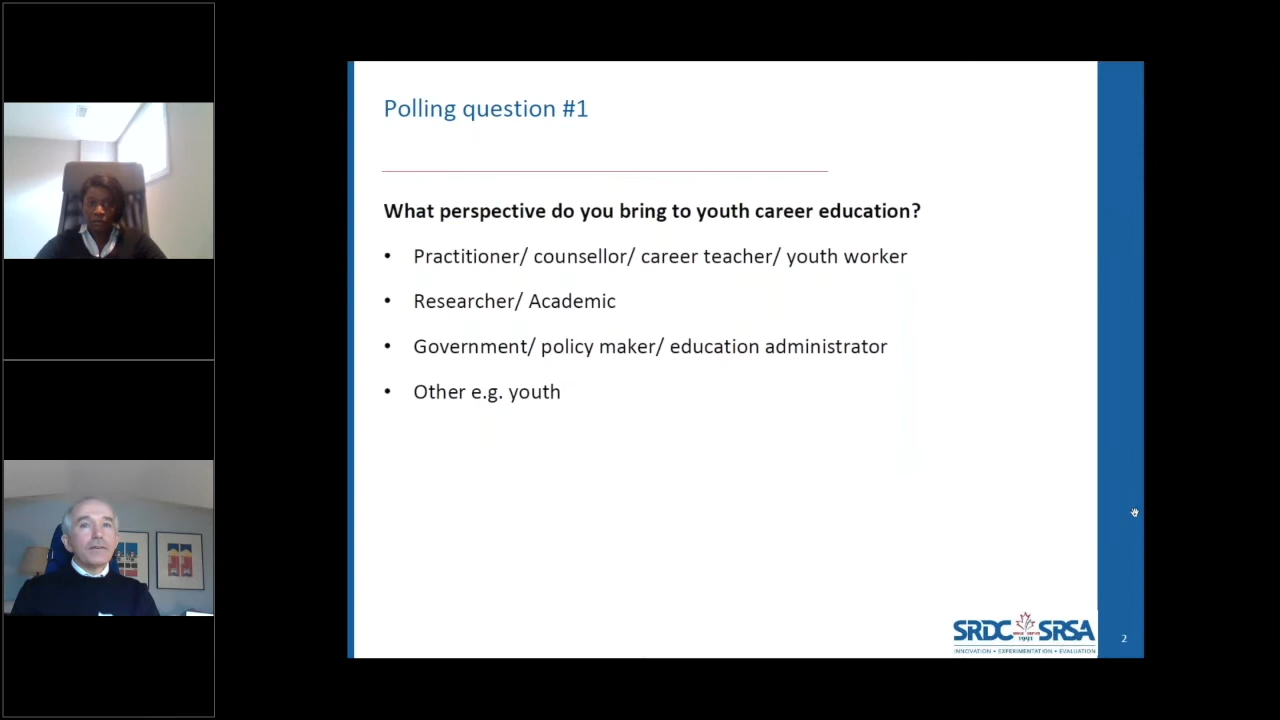 Polling question #1
What perspective do you bring to youth career education?
• Practitioner/ counsellor/ career teacher/ youth worker
• Researcher/ Academic
• Government/ policy maker/ education administrator
• Other e.g. youth
SRDC SRSA
1991
INNOVATION • EXPERIMENTATION • EVALUATION
2